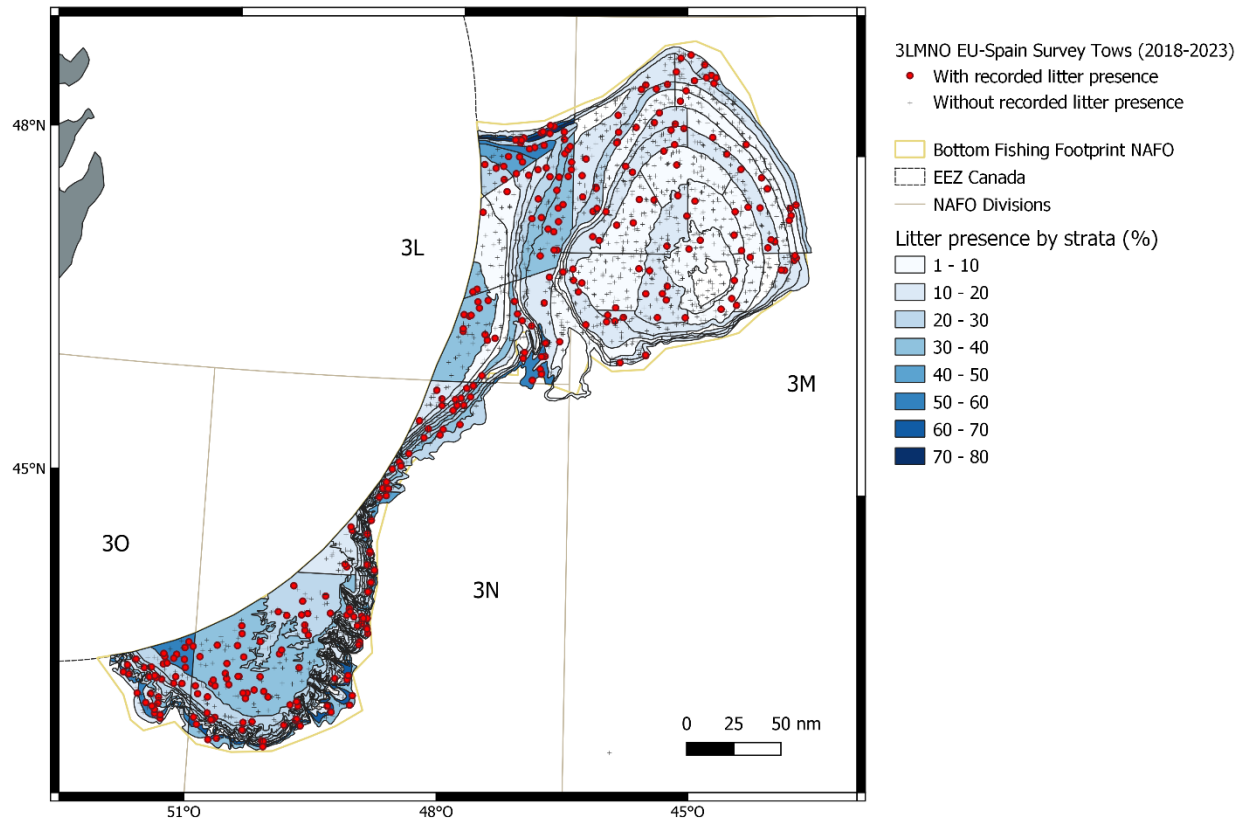 3LMNO EU-Spain Survey Tows (2018-2023)
With recorded litter presence
Without recorded litter presence
Bottom Fishing Footprint NAFO
EEZ Canada
NAFO Divisions
Litter presence by strata (%)
1 - 10
10 - 20
20 - 30
30 - 40
40 - 50
50 - 60
60 - 70
70 - 80
48°N
3L
3M
45°N
3O
3N
0 25 50 nm
51°O 48°O 45°O